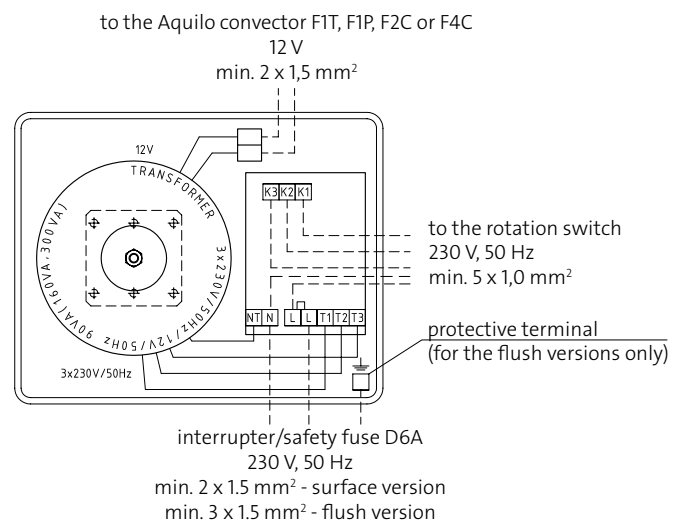 to the Aquilo convector F1T, F1P, F2C or F4C
12 V
min. 2 x 1,5 mm²
12V
TRANSFORMER
3x230V/50Hz/12V/50Hz 90VA(160VA,300VA)
K3 K2 K1
to the rotation switch
230 V, 50 Hz
min. 5 x 1,0 mm²
NT N L L T1 T2 T3
protective terminal
(for the flush versions only)
3x230V/50Hz
interrupter/safety fuse D6A
230 V, 50 Hz
min. 2 x 1.5 mm² - surface version
min. 3 x 1.5 mm² - flush version